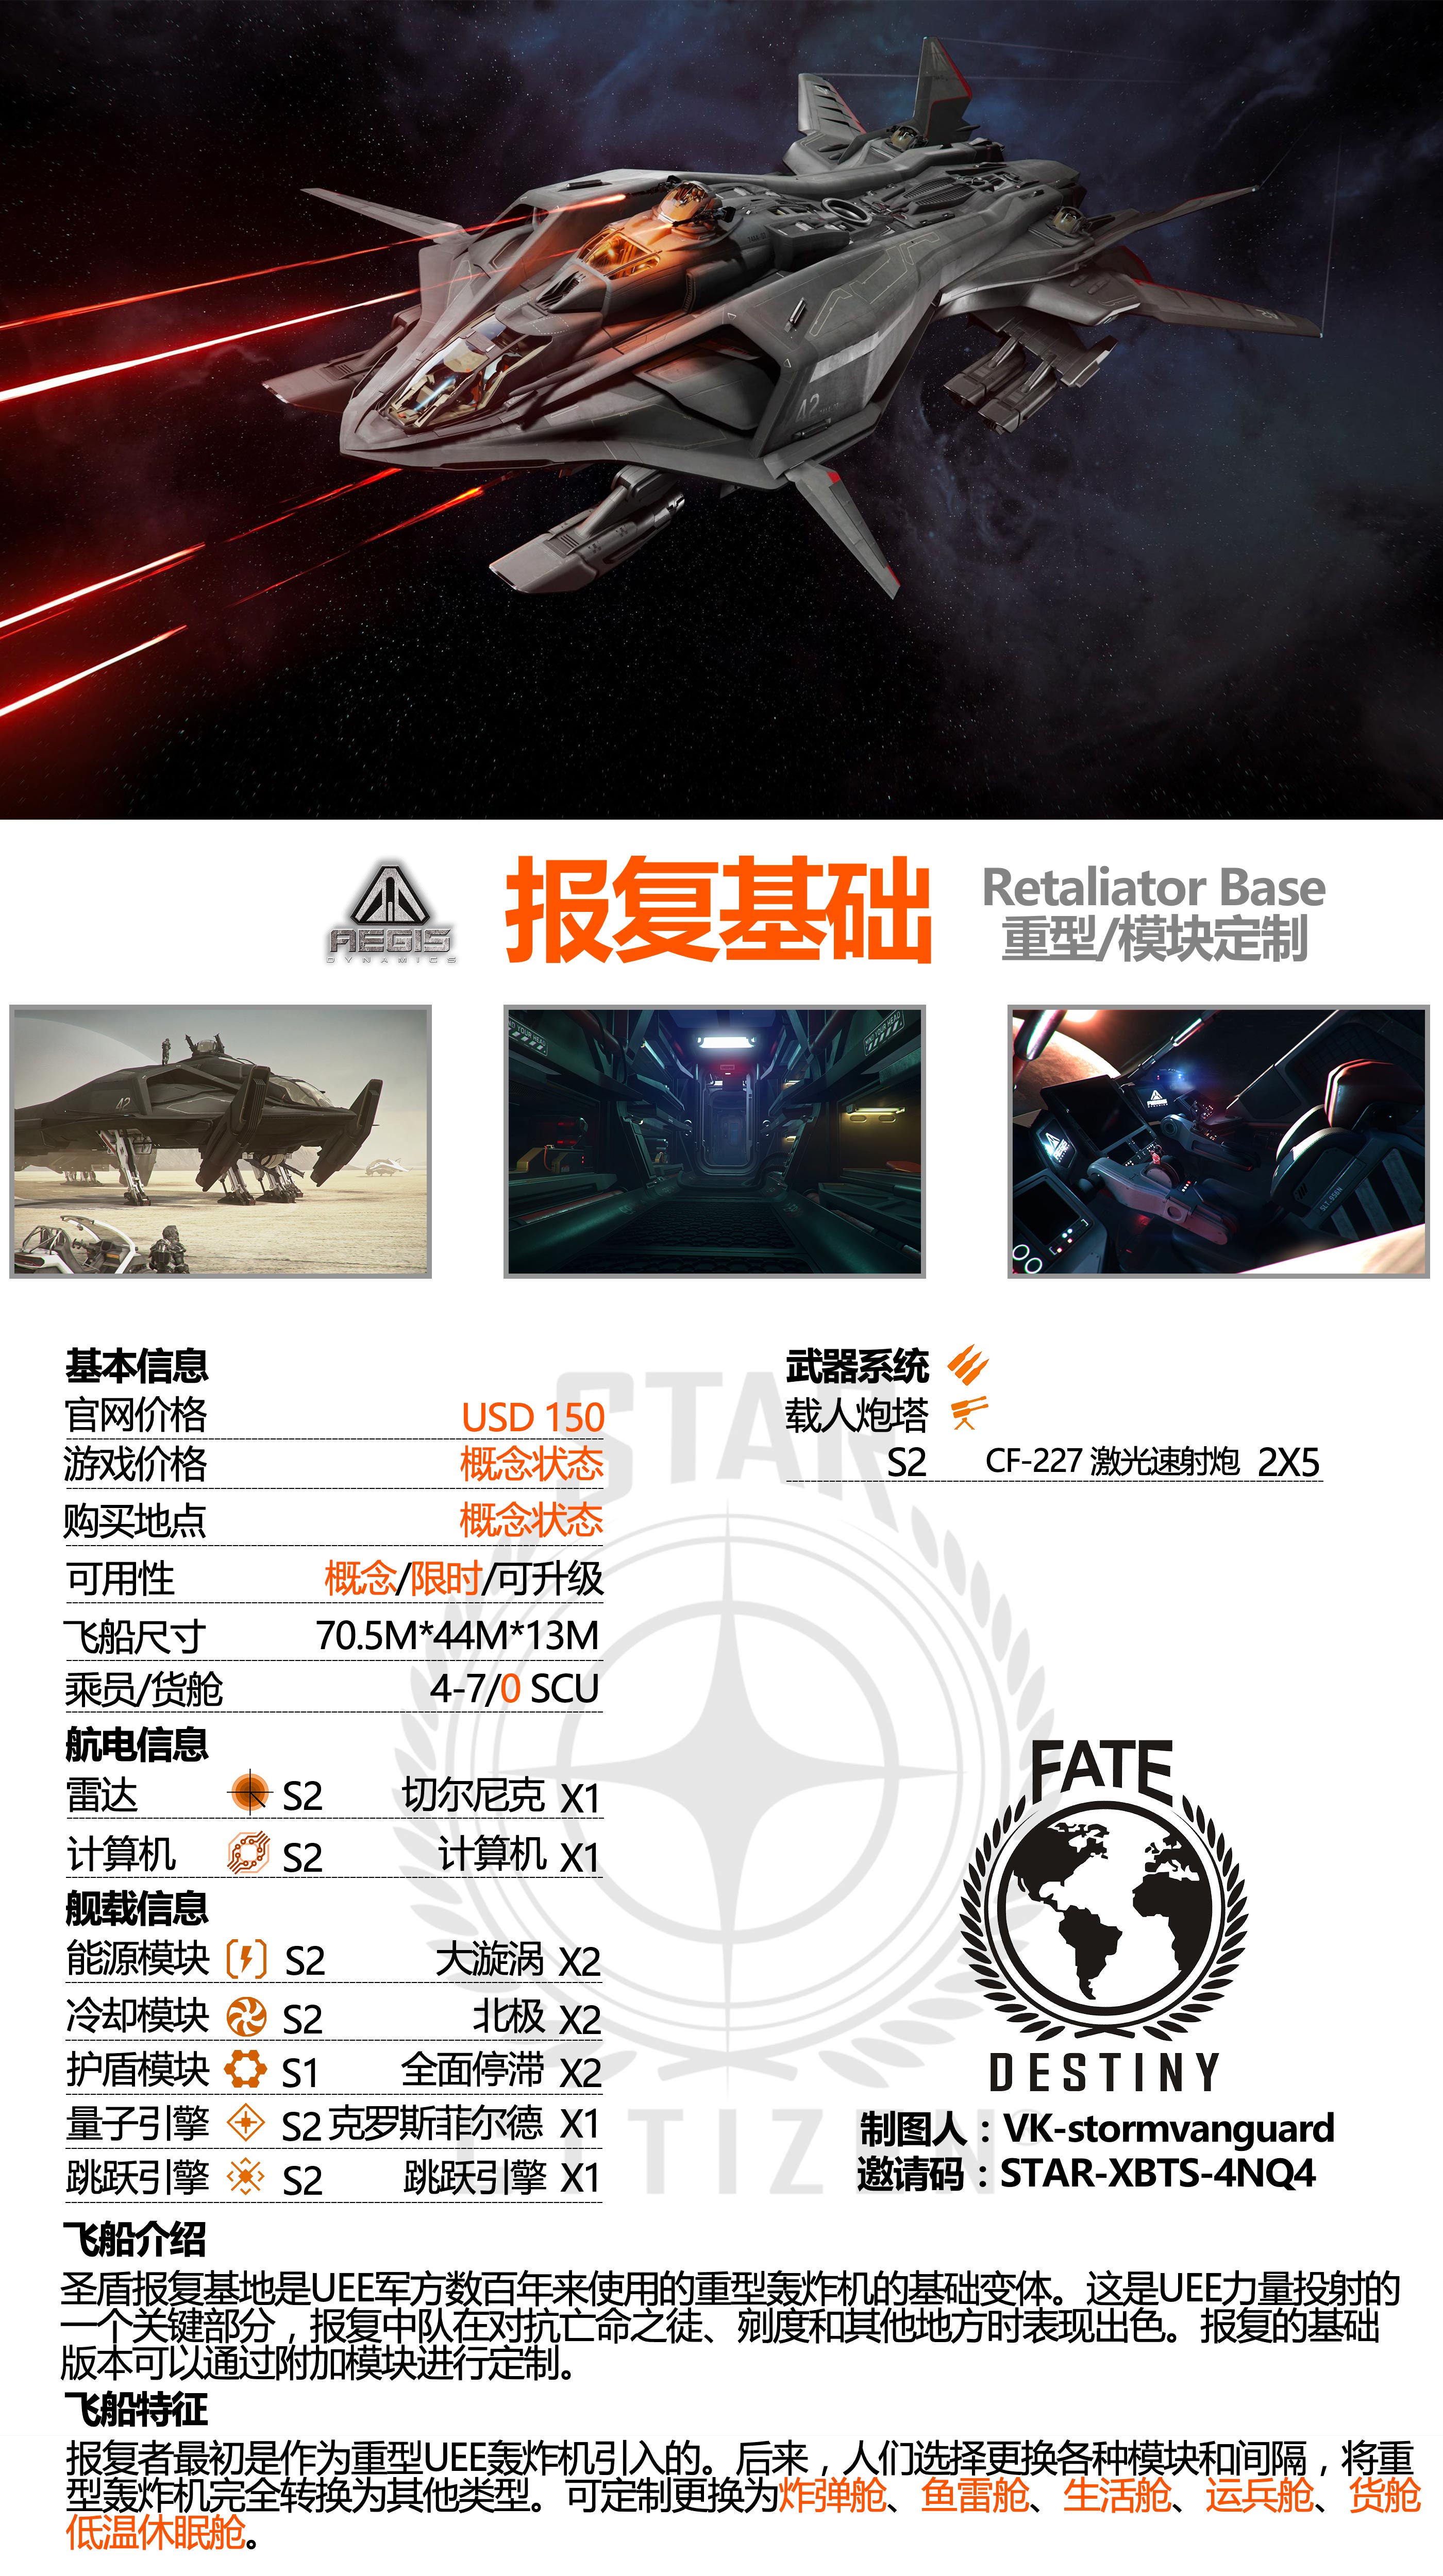 42
AEGIS
DYNAMICS
报复基础
Retaliator Base
重型/模块定制
42
基本信息
官网价格 USD 150
游戏价格 概念状态
购买地点 概念状态
可用性 概念/限时/可升级
飞船尺寸 70.5M*44M*13M
乘员/货舱 4-7/0 SCU
航电信息
雷达 S2 切尔尼克 X1
计算机 S2 计算机 X1
舰载信息
能源模块 S2 大漩涡 X2
冷却模块 S2 北极 X2
护盾模块 S1 全面停滞 X2
量子引擎 S2 克罗斯菲尔德 X1
跳跃引擎 S2 跳跃引擎 X1
武器系统
载人炮塔
S2 CF-227 激光速射炮 2X5
STAR
CITIZEN
FATE
DESTINY
制图人：VK-stormvanguard
邀请码：STAR-XBTS-4NQ4
飞船介绍
圣盾报复基地是UEE军方数百年来使用的重型轰炸机的基础变体。这是UEE力量投射的
一个关键部分，报复中队在对抗亡命之徒、剜度和其他地方时表现出色。报复的基础
版本可以通过附加模块进行定制。
飞船特征
报复者最初是作为重型UEE轰炸机引入的。后来，人们选择更换各种模块和间隔，将重
型轰炸机完全转换为其他类型。可定制更换为炸弹舱、鱼雷舱、生活舱、运兵舱、货舱
低温休眠舱。